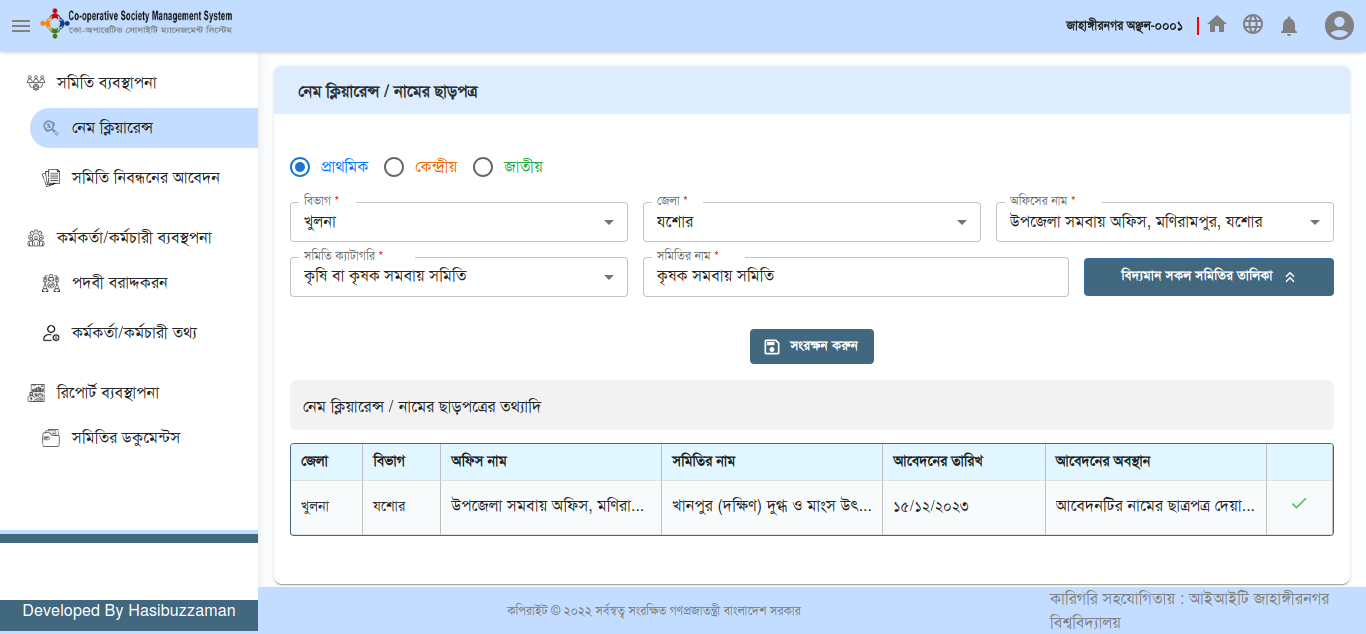 Co-operative Society Management System
কো-অপারেটিভ সোসাইটি ম্যানেজমেন্ট সিস্টেম
জাহাঙ্গীরনগর অঞ্চল-০০০১
সমিতি ব্যবস্থাপনা
নেম ক্লিয়ারেন্স
সমিতি নিবন্ধনের আবেদন
কর্মকর্তা/কর্মচারী ব্যবস্থপনা
পদবী বরাদ্দকরন
কর্মকর্তা/কর্মচারী তথ্য
রিপোর্ট ব্যবস্থাপনা
সমিতির ডকুমেন্টস
Developed By Hasibuzzaman
নেম ক্লিয়ারেন্স / নামের ছাড়পত্র
প্রাথমিক কেন্দ্রীয় জাতীয়
বিভাগ * জেলা * অফিসের নাম *
খুলনা যশোর উপজেলা সমবায় অফিস, মণিরামপুর, যশোর
সমিতি ক্যাটাগরি * সমিতির নাম *
কৃষি বা কৃষক সমবায় সমিতি কৃষক সমবায় সমিতি বিদ্যমান সকল সমিতির তালিকা
সংরক্ষন করুন
নেম ক্লিয়ারেন্স / নামের ছাড়পত্রের তথ্যাদি
জেলা বিভাগ অফিস নাম সমিতির নাম আবেদনের তারিখ আবেদনের অবস্থান
খুলনা যশোর উপজেলা সমবায় অফিস, মণিরা... খানপুর (দক্ষিণ) দুগ্ধ ও মাংস উৎ... ১৫/১২/২০২৩ আবেদনটির নামের ছাত্রপত্র দেয়া...
কপিরাইট © ২০২২ সর্বস্বত্ব সংরক্ষিত গণপ্রজাতন্ত্রী বাংলাদেশ সরকার
কারিগরি সহযোগিতায় : আইআইটি জাহাঙ্গীরনগর
বিশ্ববিদ্যালয়